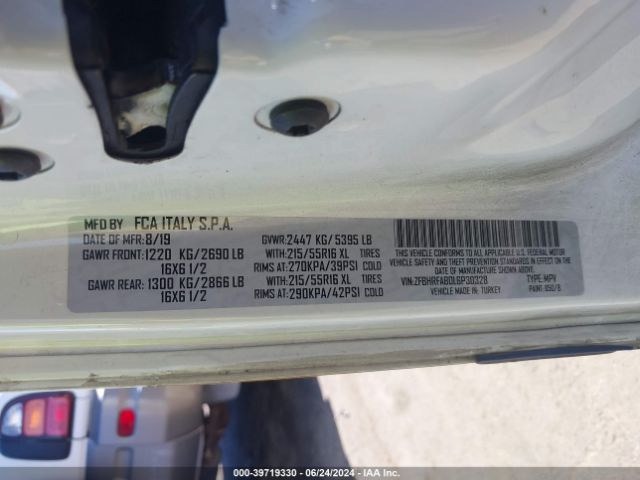 MFD BY FCA ITALY S.P.A.
DATE OF MFR: 8/19 GVWR: 2447 KG/ 5395 LB
GAWR FRONT: 1220 KG/ 2690 LB WITH: 215/55R16 XL TIRES
16X6 1/2 RIMS AT: 270KPA/39PSI COLD
GAWR REAR: 1300 KG/ 2866 LB WITH: 215/55R16 XL TIRES
16X6 1/2 RIMS AT: 290KPA/42PSI COLD
THIS VEHICLE CONFORMS TO ALL APPLICABLE U.S. FEDERAL MOTOR
VEHICLE SAFETY, BUMPER, AND THEFT PREVENTION STANDARDS
IN EFFECT ON THE DATE OF MANUFACTURE SHOWN ABOVE.
TYPE: MPV
MADE IN: TURKEY PAINT: 050/B
000-39719330 - 06/24/2024 - IAA Inc.